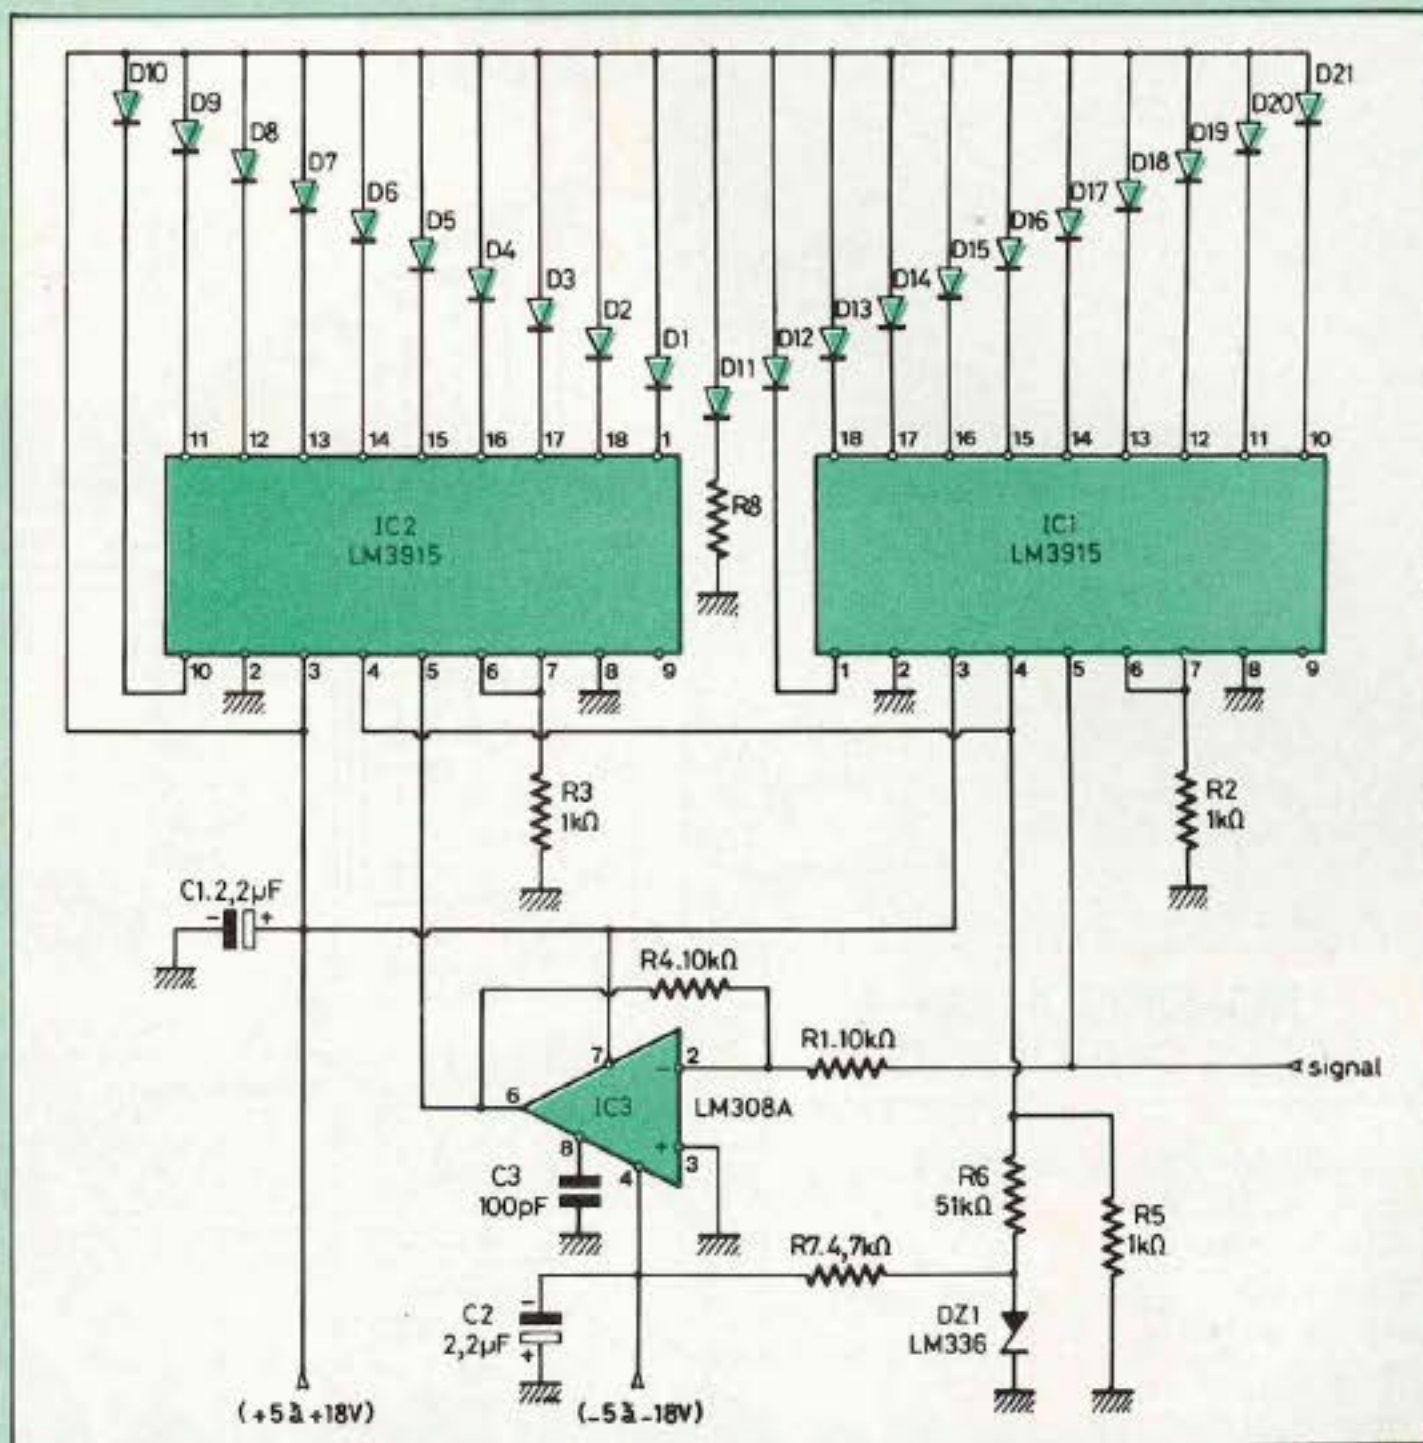 D10
D9
D8
D7
D6
D5
D4
D3
D2
D1
D11
D12
D13
D14
D15
D16
D17
D18
D19
D20
D21
11 12 13 14 15 16 17 18 1
18 17 16 15 14 13 12 11 10
IC2
LM3915
R8
IC1
LM3915
10 2 3 4 5 6 7 8 9
1 2 3 4 5 6 7 8 9
R3
1kΩ
R2
1kΩ
C1.2,2µF
- +
R4.10kΩ
R1.10kΩ
signal
7
2
6
IC3
-
LM308A
8
+
3
4
C3
100pF
R6
51kΩ
R5
1kΩ
R7.4,7kΩ
-
C2
2,2µF
+
DZ1
LM336
(+5à+18V)
(-5à-18V)